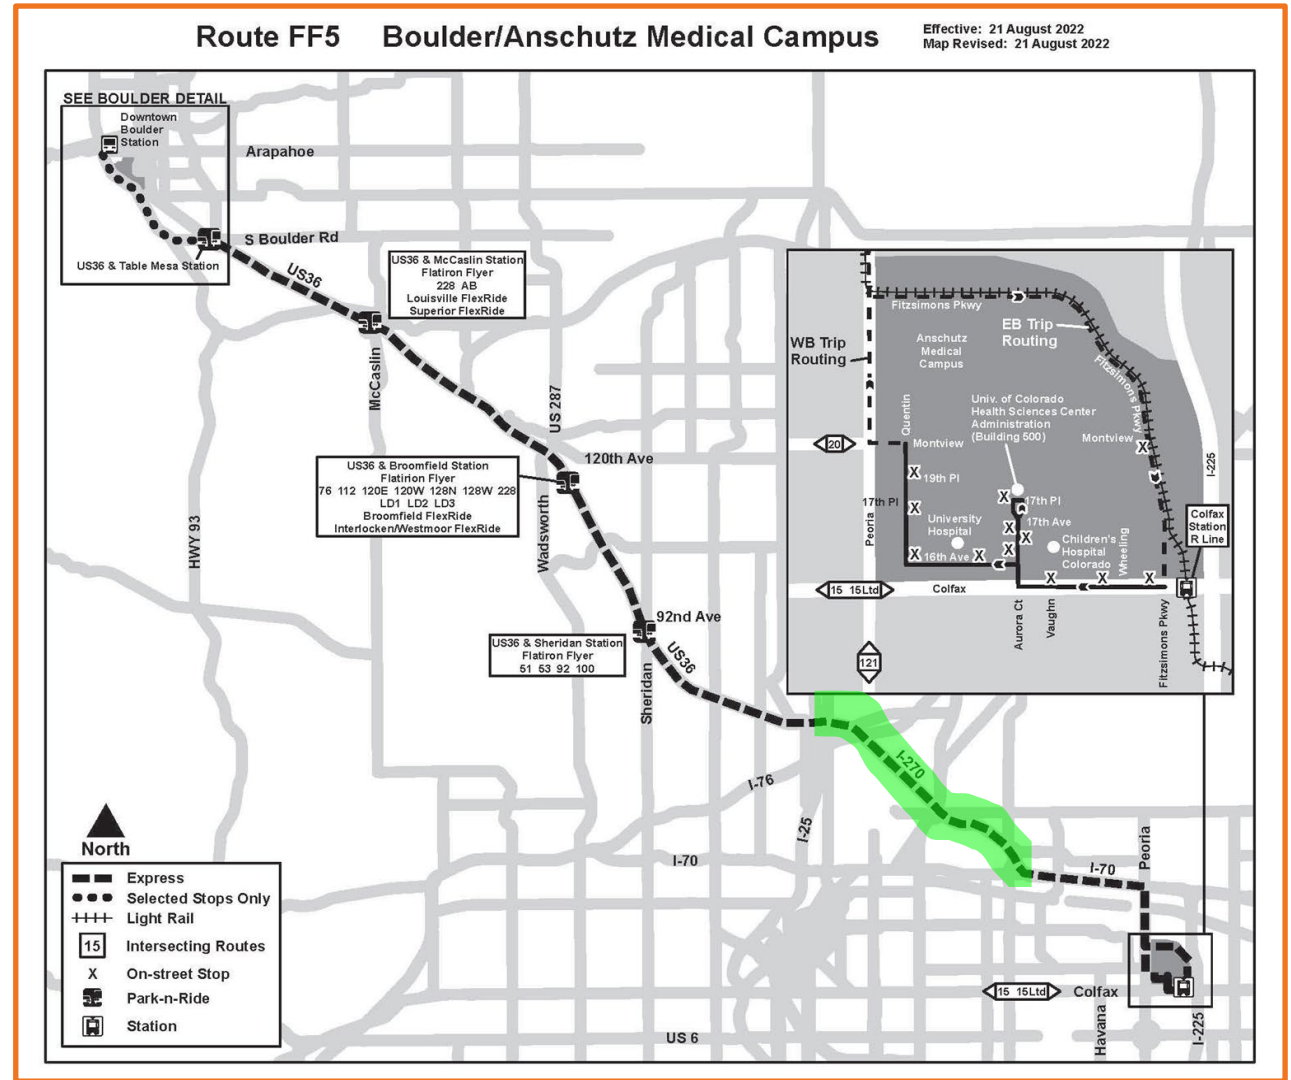 Route FF5 Boulder/Anschutz Medical Campus
Effective: 21 August 2022
Map Revised: 21 August 2022
SEE BOULDER DETAIL
Downtown
Boulder
Station
Arapahoe
S Boulder Rd
US36 & Table Mesa Station
US36
US36 & McCaslin Station
Flatiron Flyer
228 AB
Louisville FlexRide
Superior FlexRide
McCaslin
US 287
120th Ave
US36 & Broomfield Station
Flatirion Flyer
76 112 120E 120W 128N 128W 228
LD1 LD2 LD3
Broomfield FlexRide
Interlocken/Westmoor FlexRide
Wadsworth
HWY 93
92nd Ave
US36 & Sheridan Station
Flatiron Flyer
51 53 92 100
US36
Sheridan
Fitzsimons Pkwy
WB Trip
Routing
EB Trip
Routing
Anschutz
Medical
Campus
Fitzsimons Pkwy
Univ. of Colorado
Health Sciences Center
Administration
(Building 500)
Quentin
Montview
Montview
20
I-225
X
X
19th Pl
17th Pl
X
X
17th Pl
X
17th Ave
X
X
Peoria
University
Hospital
X
16th Ave
X
X
Children's
Hospital
Colorado
Wheeling
X
X
X
Colfax
Station
R Line
15 15Ltd
Colfax
Aurora Ct
Vaughn
Fitzsimons Pkwy
121
I-270
I-76
I-25
I-70
I-70
Peoria
15 15Ltd
Colfax
Havana
I-225
US 6
North
Express
Selected Stops Only
Light Rail
15 Intersecting Routes
X On-street Stop
Park-n-Ride
Station